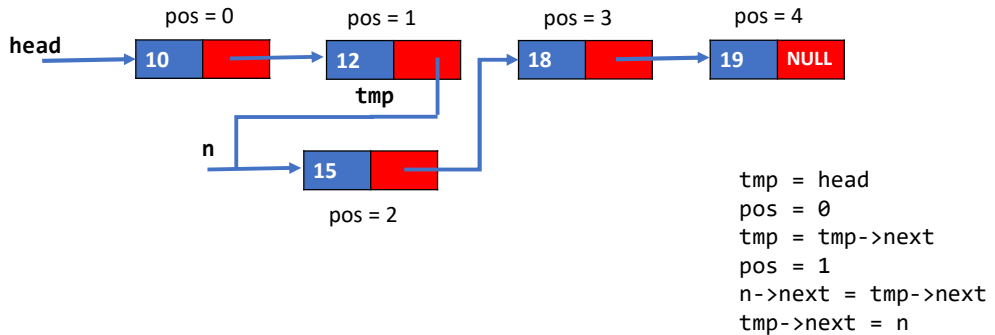 pos = 0
pos = 1
pos = 3
pos = 4
head
10
12
18
19 NULL
tmp
n
15
pos = 2
tmp = head
pos = 0
tmp = tmp->next
pos = 1
n->next = tmp->next
tmp->next = n